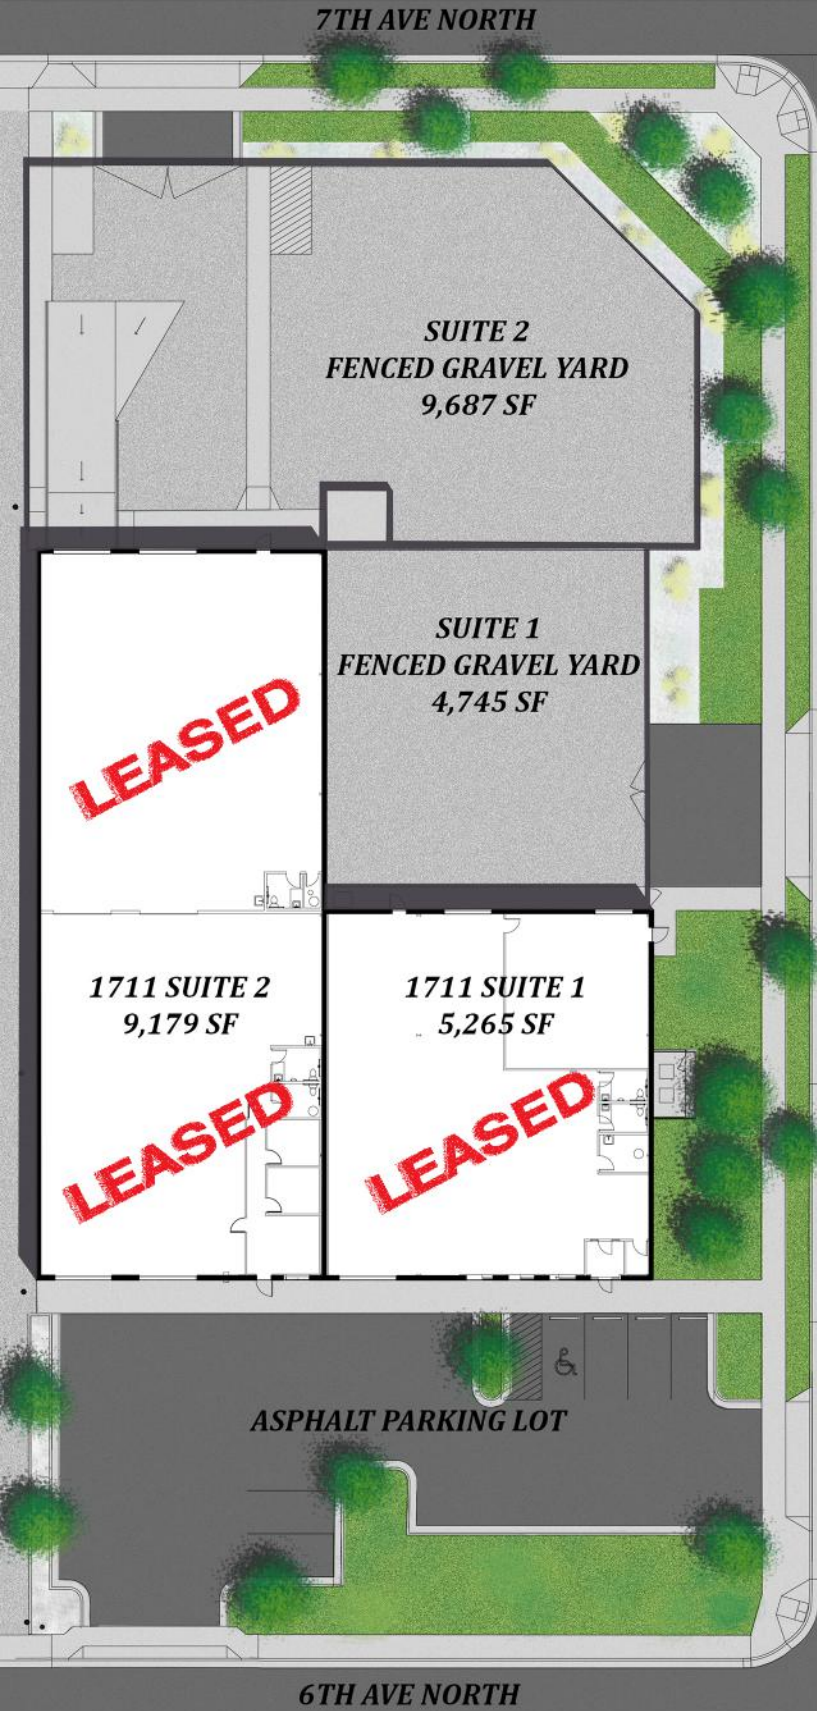 7TH AVE NORTH
SUITE 2
FENCED GRAVEL YARD
9,687 SF
SUITE 1
FENCED GRAVEL YARD
4,745 SF
LEASED
1711 SUITE 2
9,179 SF
1711 SUITE 1
5,265 SF
LEASED
LEASED
ASPHALT PARKING LOT
6TH AVE NORTH